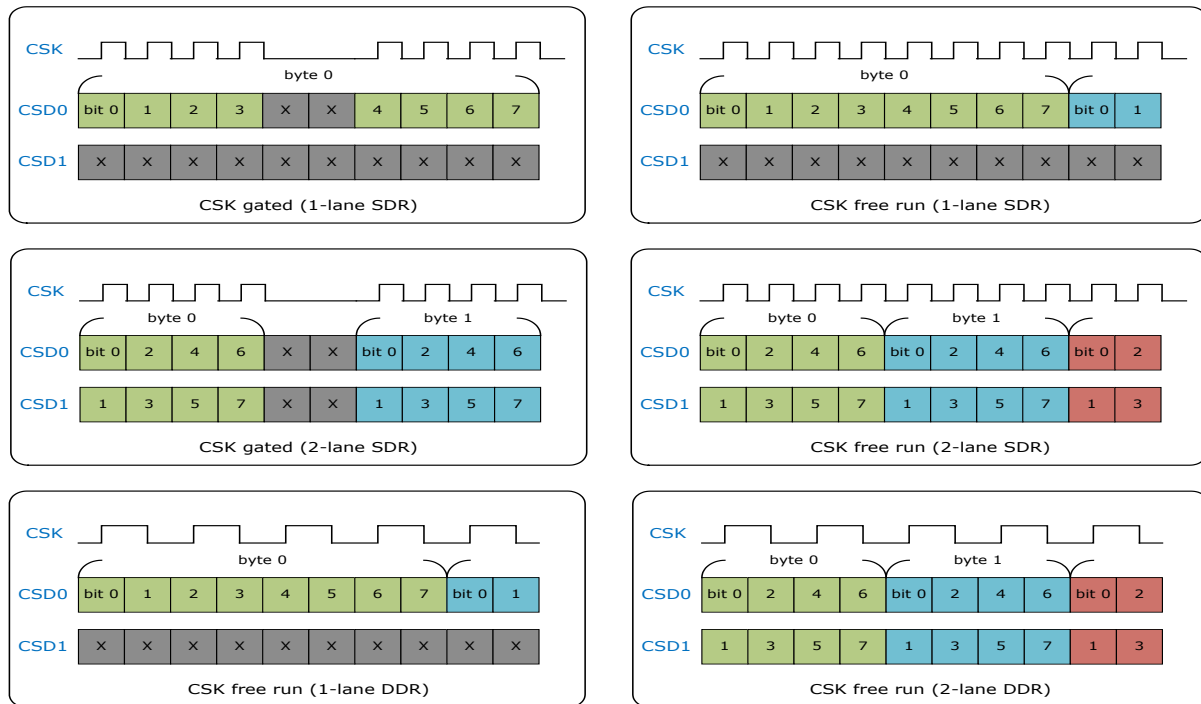 CSK
byte 0
CSD0 bit 0 1 2 3 X X 4 5 6 7
CSD1 X X X X X X X X X X
CSK gated (1-lane SDR)
CSK
byte 0
CSD0 bit 0 1 2 3 4 5 6 7 bit 0 1
CSD1 X X X X X X X X X X
CSK free run (1-lane SDR)
CSK
byte 0 byte 1
CSD0 bit 0 2 4 6 X X bit 0 2 4 6
CSD1 1 3 5 7 X X 1 3 5 7
CSK gated (2-lane SDR)
CSK
byte 0 byte 1
CSD0 bit 0 2 4 6 bit 0 2 4 6 bit 0 2
CSD1 1 3 5 7 1 3 5 7 1 3
CSK free run (2-lane SDR)
CSK
byte 0
CSD0 bit 0 1 2 3 4 5 6 7 bit 0 1
CSD1 X X X X X X X X X X
CSK free run (1-lane DDR)
CSK
byte 0 byte 1
CSD0 bit 0 2 4 6 bit 0 2 4 6 bit 0 2
CSD1 1 3 5 7 1 3 5 7 1 3
CSK free run (2-lane DDR)